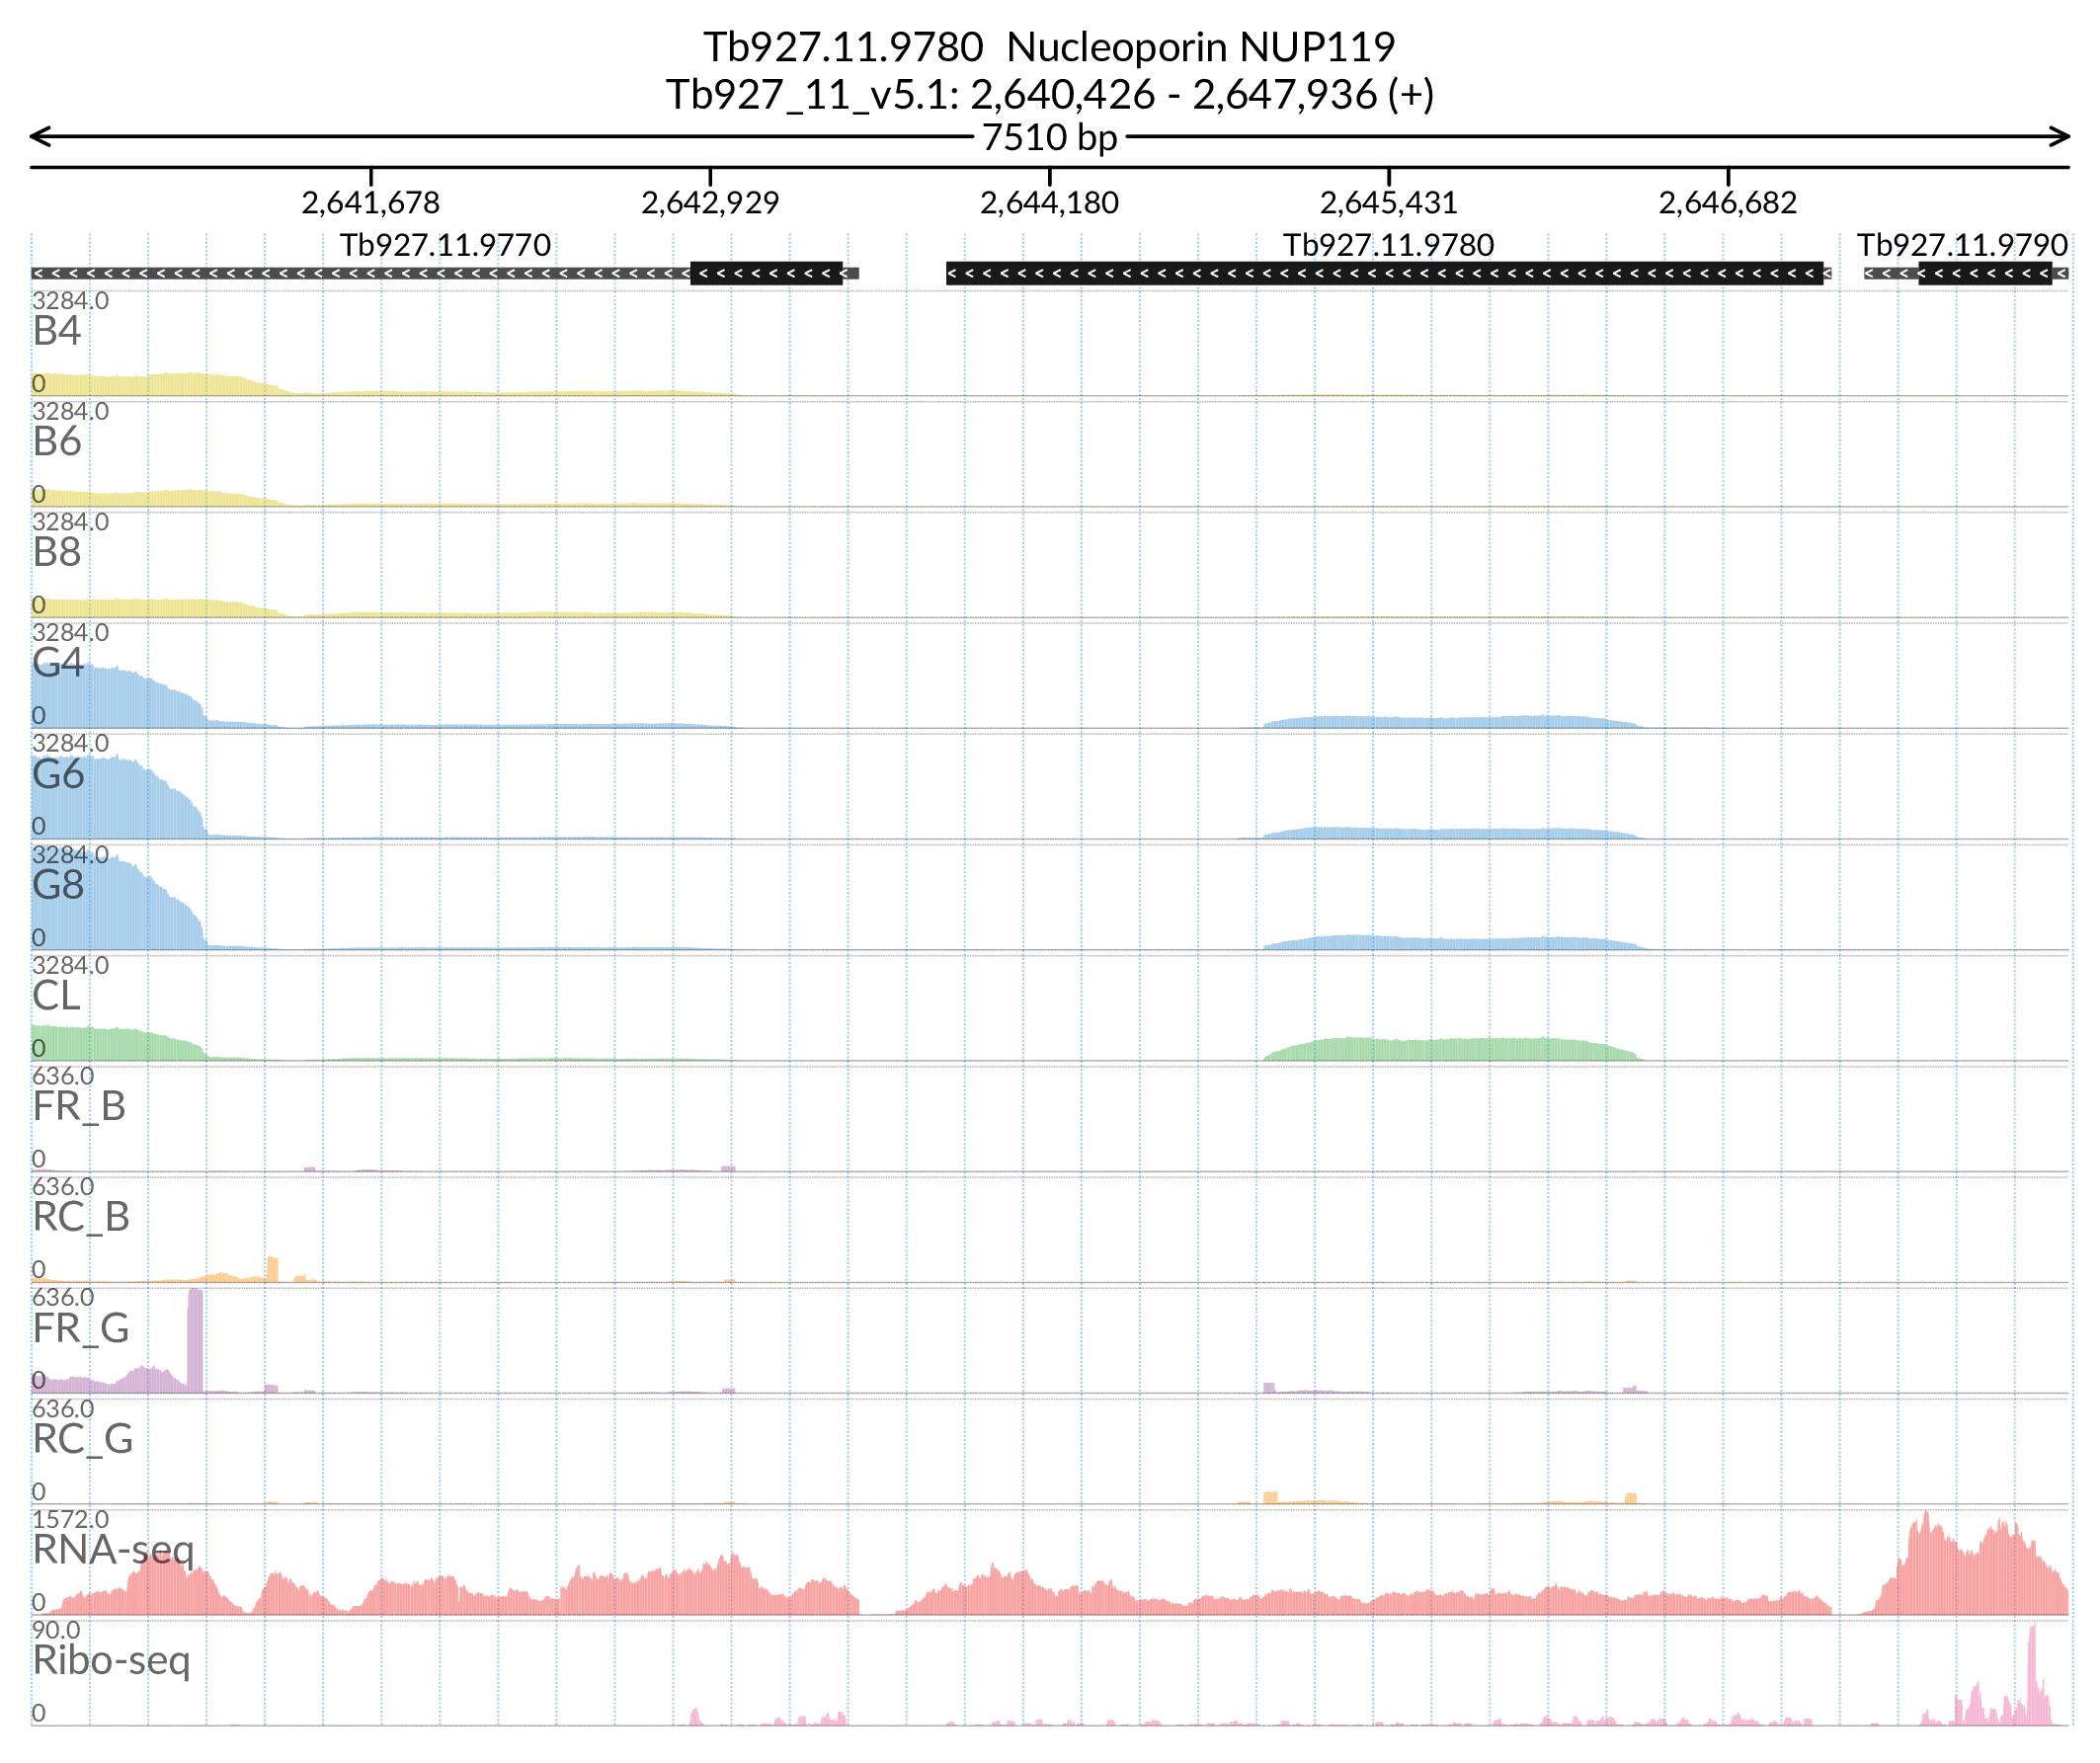 Tb927.11.9780 Nucleoporin NUP119
Tb927_11_v5.1: 2,640,426 - 2,647,936 (+)
7510 bp
2,641,678 2,642,929 2,644,180 2,645,431 2,646,682
Tb927.11.9770 Tb927.11.9780 Tb927.11.9790
3284.0
B4
0
3284.0
B6
0
3284.0
B8
0
3284.0
G4
0
3284.0
G6
0
3284.0
G8
0
3284.0
CL
0
636.0
FR_B
0
636.0
RC_B
0
636.0
FR_G
0
636.0
RC_G
0
1572.0
RNA-seq
0
90.0
Ribo-seq
0